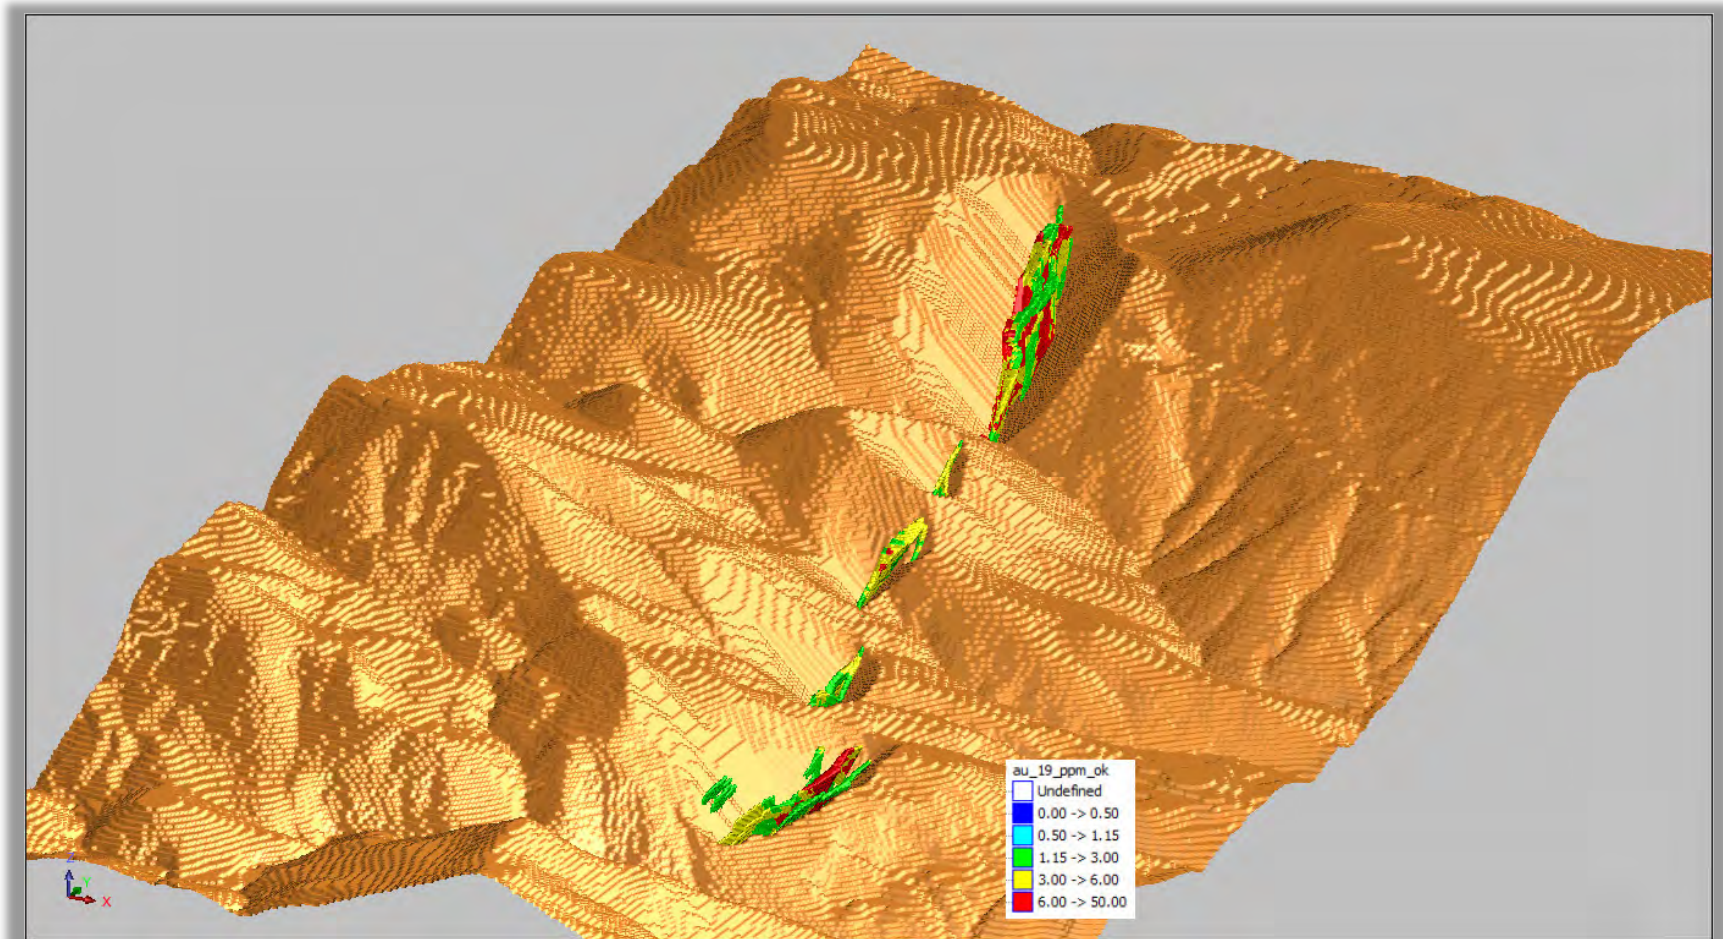 au_19_ppm_ok
Undefined
0.00 -> 0.50
0.50 -> 1.15
1.15 -> 3.00
3.00 -> 6.00
6.00 -> 50.00
Z
Y
X